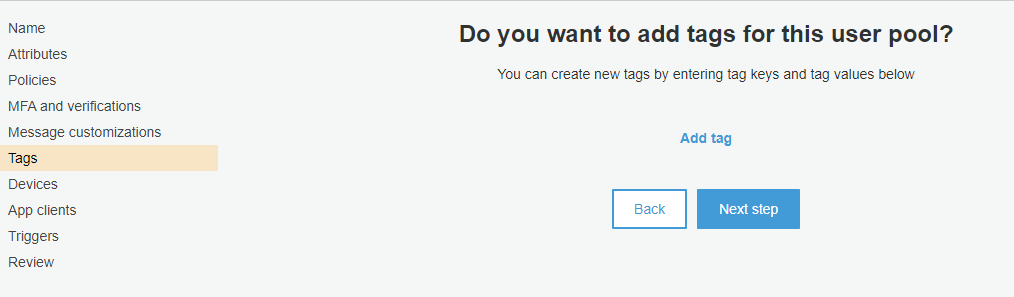 Name
Attributes
Policies
MFA and verifications
Message customizations
Tags
Devices
App clients
Triggers
Review
Do you want to add tags for this user pool?
You can create new tags by entering tag keys and tag values below
Add tag
Back
Next step